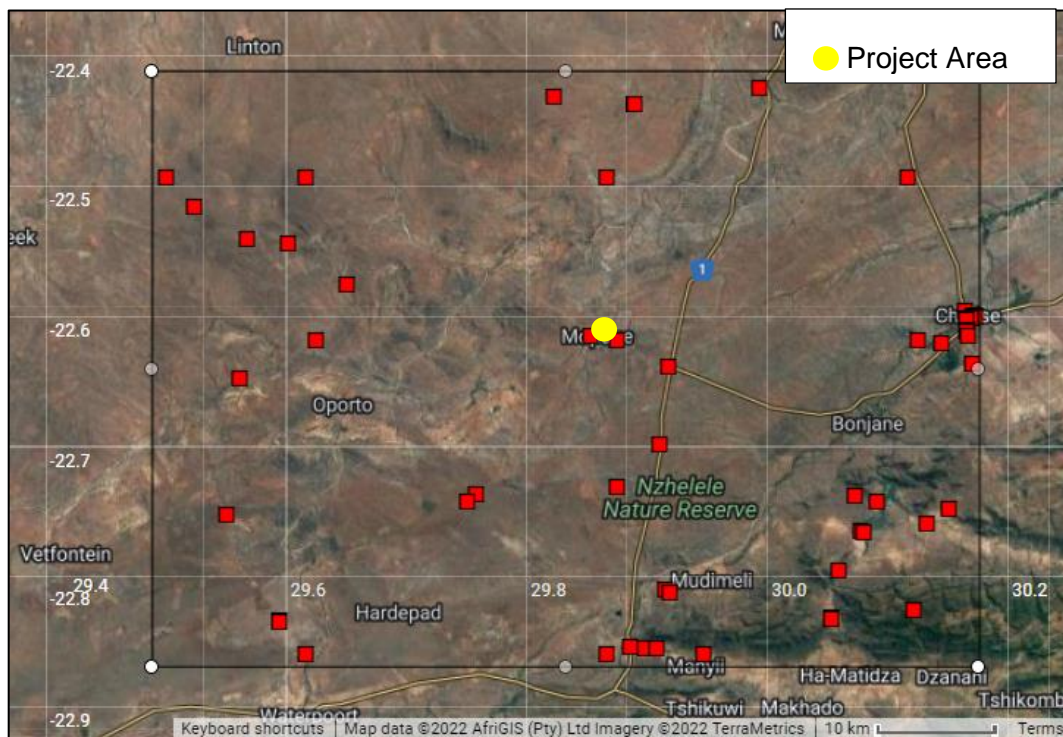 Linton
M
Project Area
-22.4
-22.5
eek
1
-22.6
Oporto
Bonjane
-22.7
Nzhelele
Nature Reserve
Vetfontein
29.4
29.6
29.8
30.0
30.2
-22.8
Mudimeli
Hardepad
Manyii
Ha-Matidza
Dzanani
Tshikuwi
Makhado
Tshikomb
Waterpoort
-22.9
Keyboard shortcuts
Map data ©2022 AfriGIS (Pty) Ltd Imagery ©2022 TerraMetrics
10 km
Term